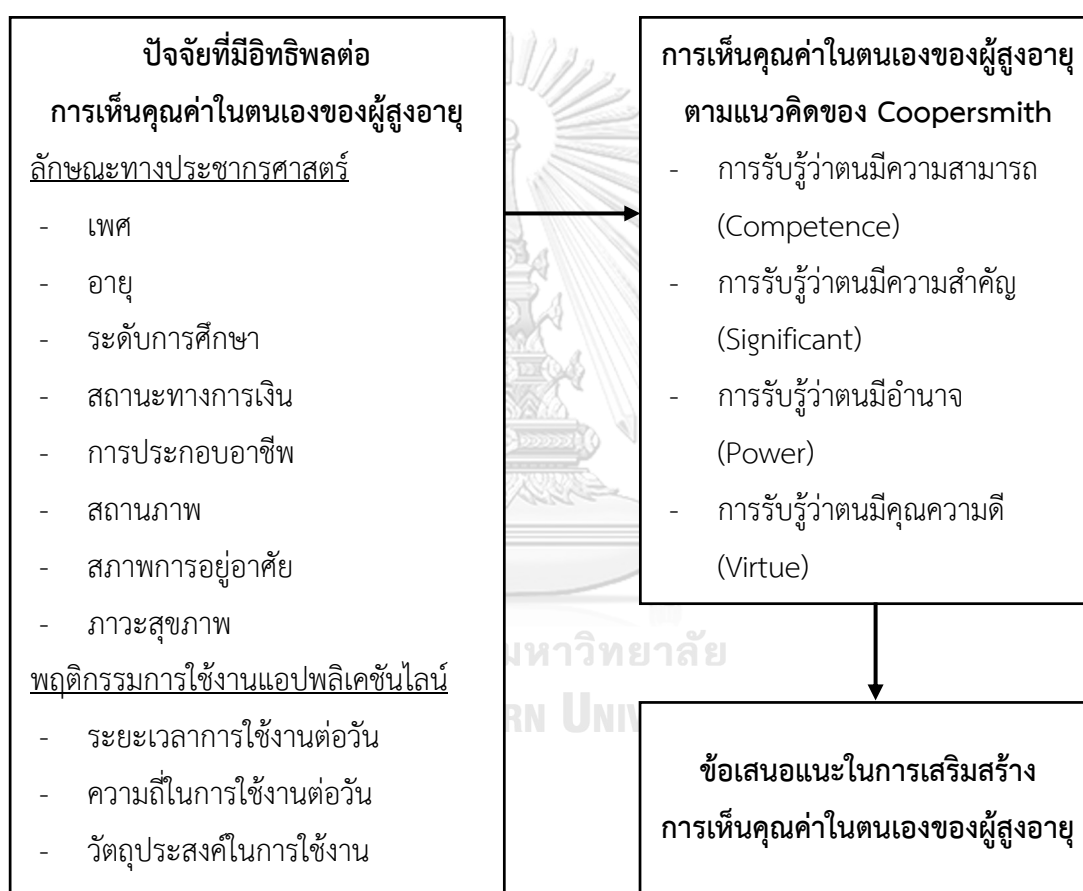 ปัจจัยที่มีอิทธิพลต่อ
การเห็นคุณค่าในตนเองของผู้สูงอายุ
ลักษณะทางประชากรศาสตร์
- เพศ
- อายุ
- ระดับการศึกษา
- สถานะทางการเงิน
- การประกอบอาชีพ
- สถานภาพ
- สภาพการอยู่อาศัย
- ภาวะสุขภาพ
พฤติกรรมการใช้งานแอปพลิเคชันไลน์
- ระยะเวลาการใช้งานต่อวัน
- ความถี่ในการใช้งานต่อวัน
- วัตถุประสงค์ในการใช้งาน
การเห็นคุณค่าในตนเองของผู้สูงอายุ
ตามแนวคิดของ Coopersmith
- การรับรู้ว่าตนมีความสามารถ
(Competence)
- การรับรู้ว่าตนมีความสำคัญ
(Significant)
- การรับรู้ว่าตนมีอำนาจ
(Power)
- การรับรู้ว่าตนมีคุณความดี
(Virtue)
ข้อเสนอแนะในการเสริมสร้าง
การเห็นคุณค่าในตนเองของผู้สูงอายุ